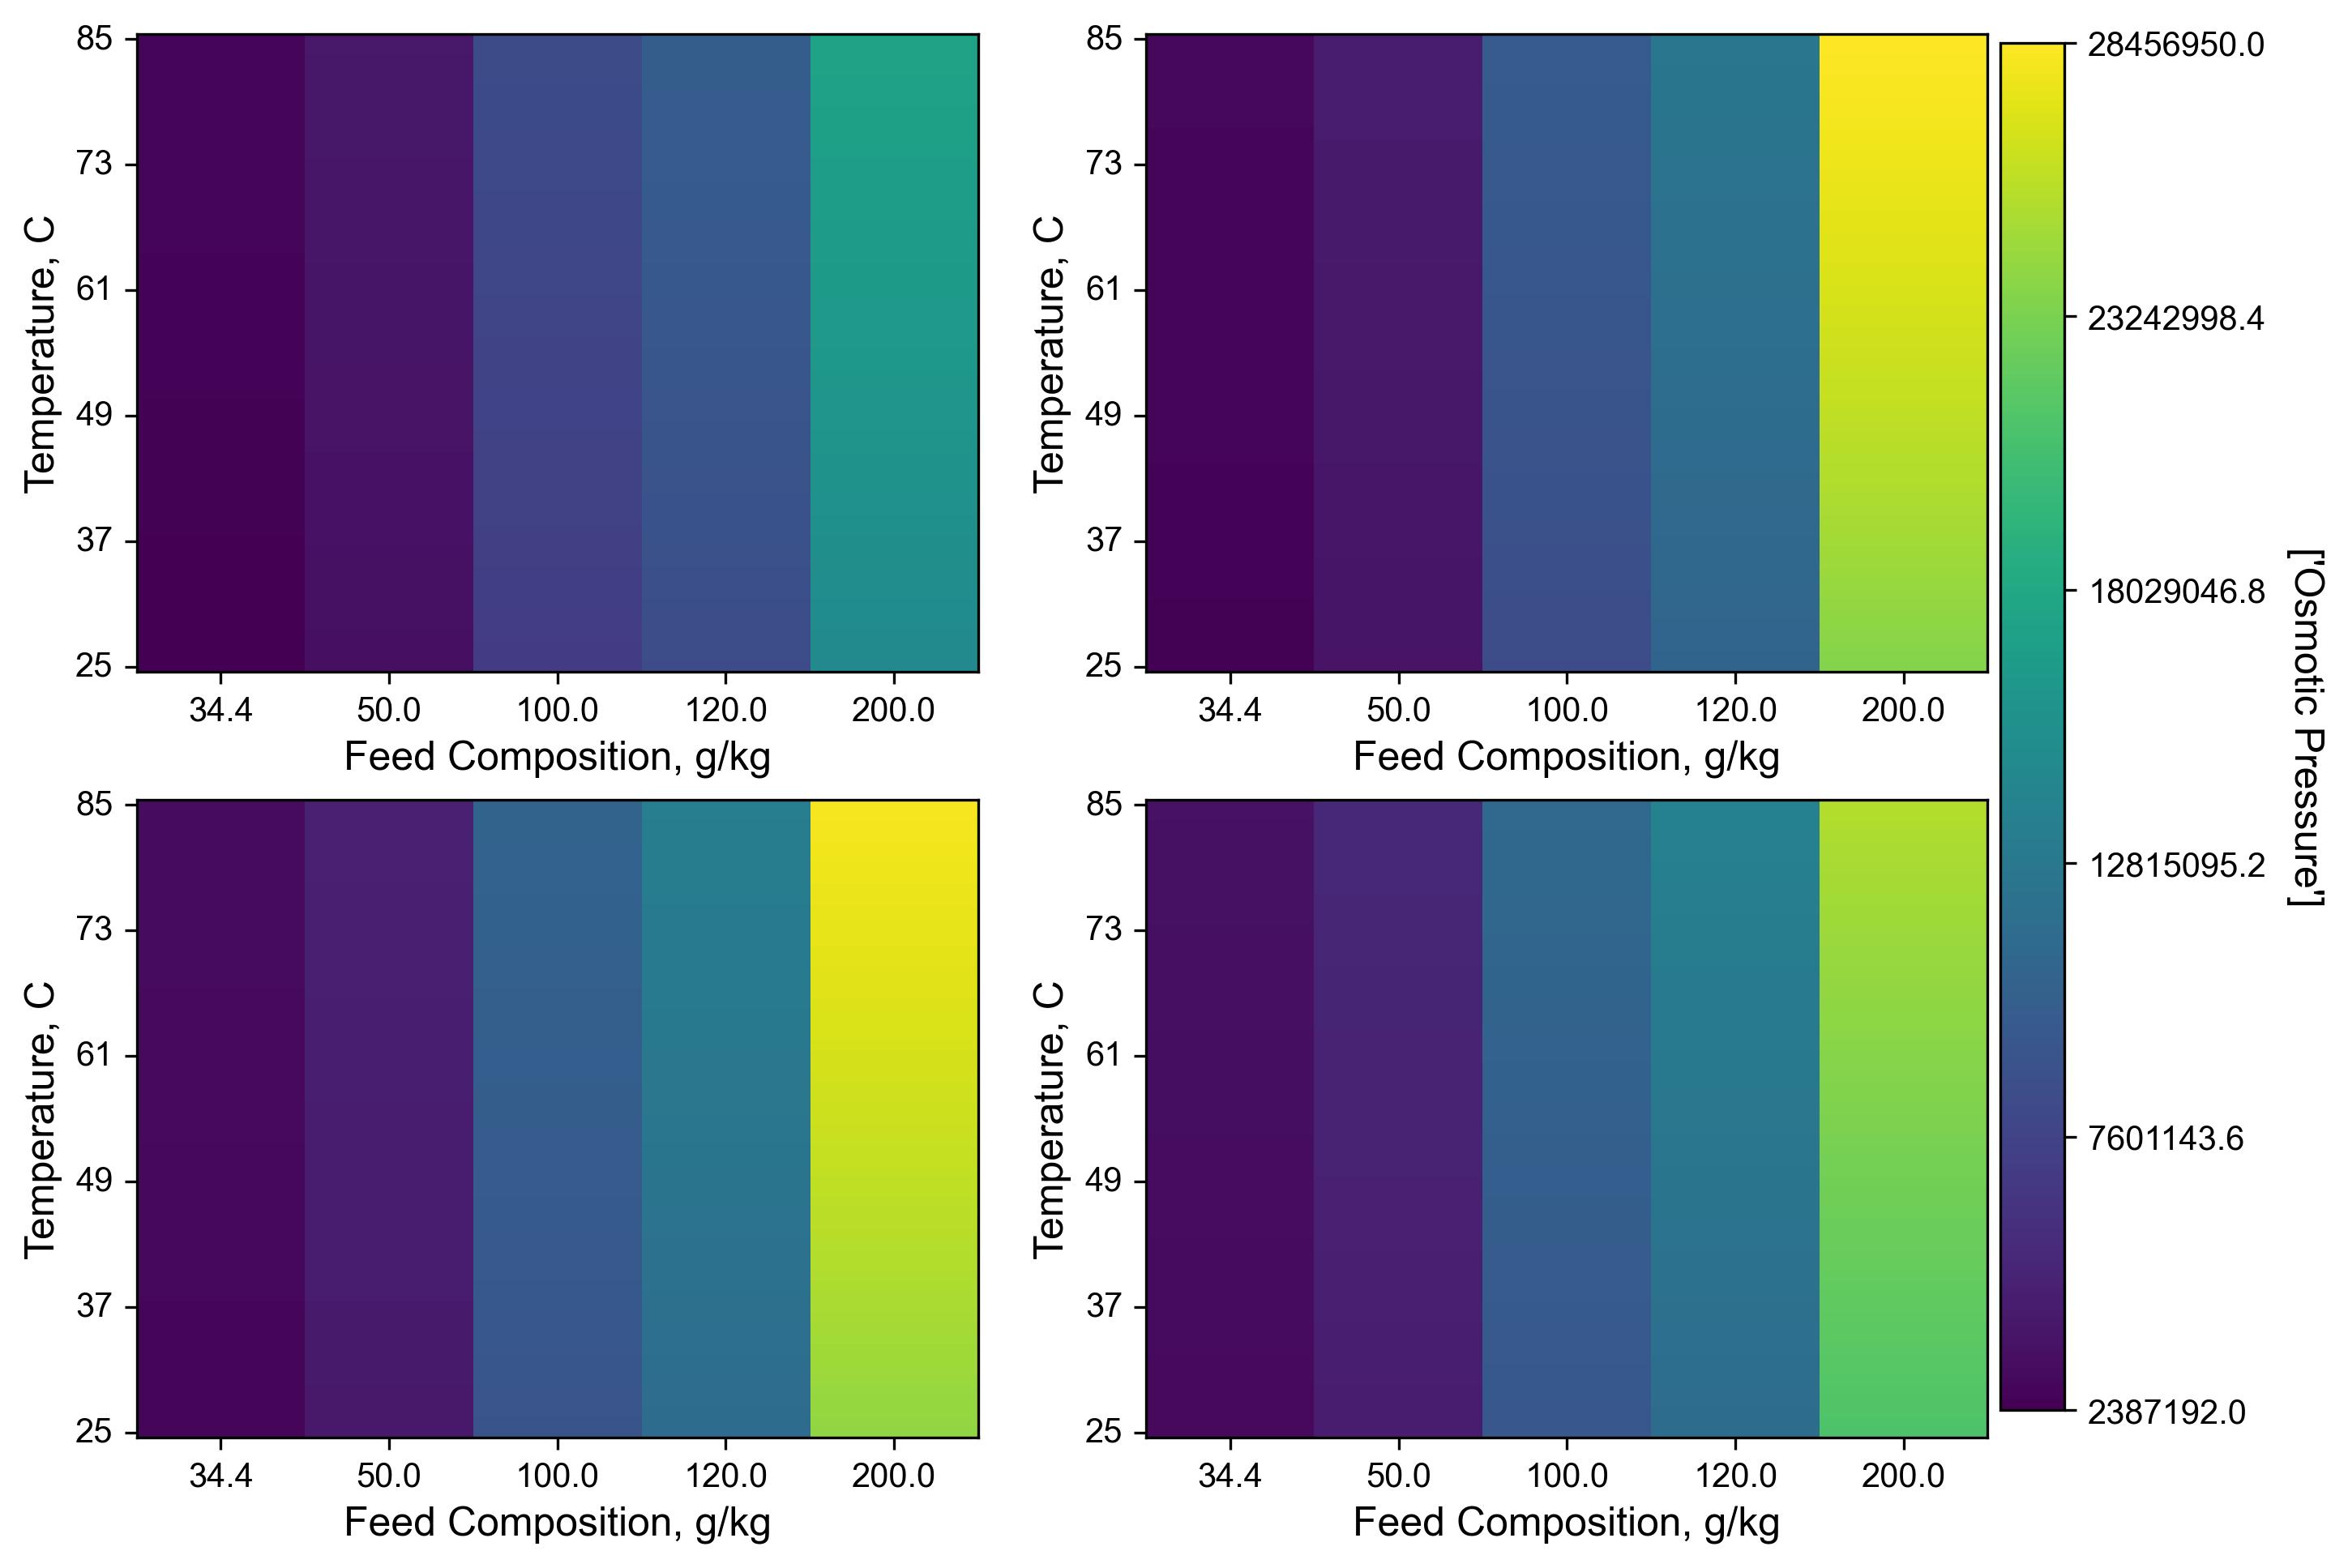 85
73
61
49
37
25
Temperature, C
34.4 50.0 100.0 120.0 200.0
Feed Composition, g/kg
85
73
61
49
37
25
Temperature, C
34.4 50.0 100.0 120.0 200.0
Feed Composition, g/kg
85
73
61
49
37
25
Temperature, C
34.4 50.0 100.0 120.0 200.0
Feed Composition, g/kg
85
73
61
49
37
25
Temperature, C
34.4 50.0 100.0 120.0 200.0
Feed Composition, g/kg
28456950.0
23242998.4
18029046.8
12815095.2
7601143.6
2387192.0
['Osmotic Pressure']